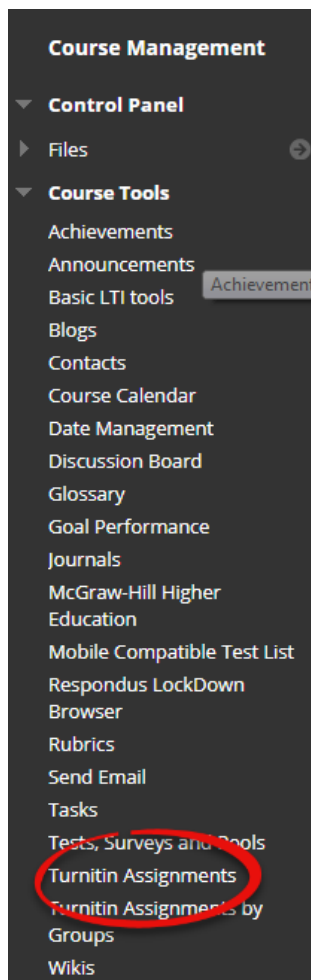 Course Management
Control Panel
Files
Course Tools
Achievements
Announcements
Achievement
Basic LTI tools
Blogs
Contacts
Course Calendar
Date Management
Discussion Board
Glossary
Goal Performance
Journals
McGraw-Hill Higher
Education
Mobile Compatible Test List
Respondus LockDown
Browser
Rubrics
Send Email
Tasks
Tests, Surveys and Pools
Turnitin Assignments
Turnitin Assignments by
Groups
Wikis